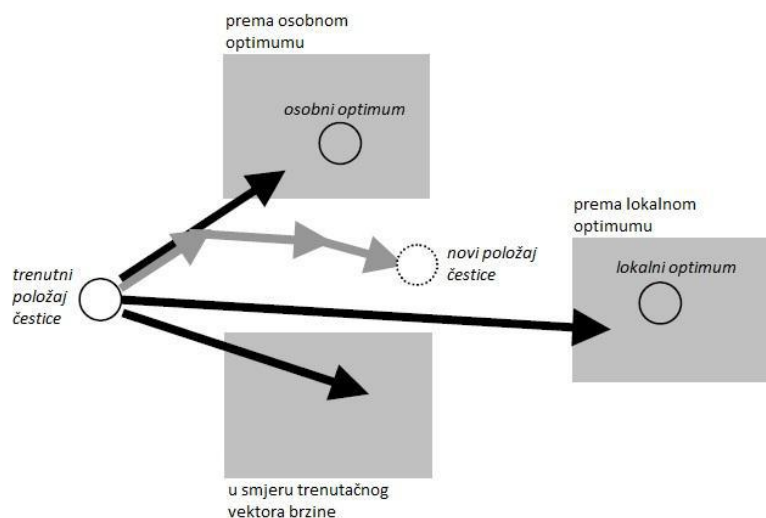 prema osobnom
optimumu
osobni optimum
prema lokalnom
optimumu
trenutni
položaj
čestice
novi položaj
čestice
lokalni optimum
u smjeru trenutačnog
vektora brzine